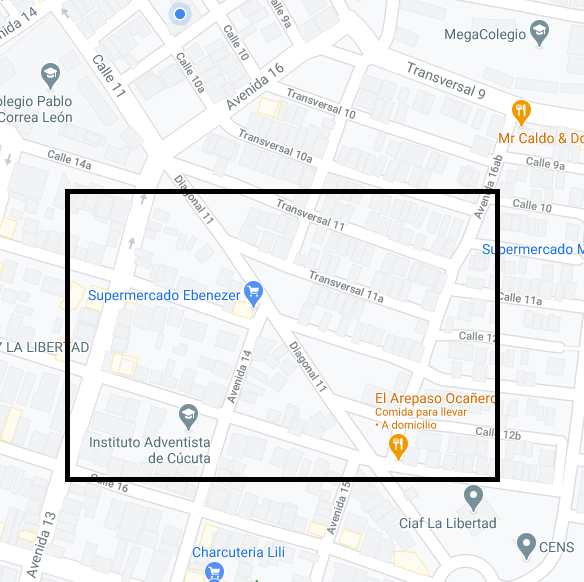 enida 14
Calle 9a
Calle 10
MegaColegio
Calle 11
Calle 10a
Avenida 16
Transversal 9
olegio Pablo
Correa León
Transversal 10
Mr Caldo & Do
Transversal 10a
Calle 14a
Calle 9a
Avenida 16ab
Diagonal 11
Calle 10
Transversal 11
Supermercado M
Supermercado Ebenezer
Transversal 11a
Calle 11a
Y LA LIBERTAD
Calle 12
Avenida 14
Diagonal 11
El Arepaso Ocañero
Comida para llevar
• A domicilio
Instituto Adventista
de Cúcuta
Calle 12b
Calle 16
Avenida 15
Avenida 13
Ciaf La Libertad
Charcuteria Lili
CENS